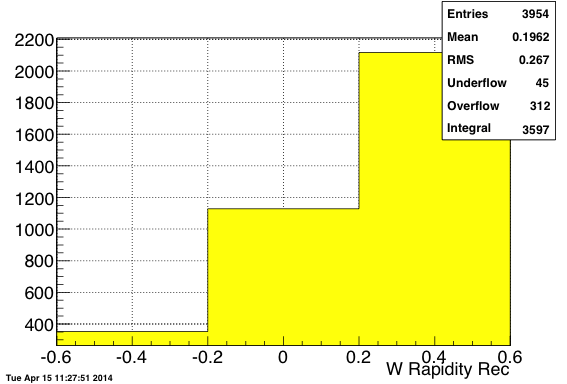 Entries 3954
Mean 0.1962
RMS 0.267
Underflow 45
Overflow 312
Integral 3597
2200
2000
1800
1600
1400
1200
1000
800
600
400
-0.6 -0.4 -0.2 0 0.2 0.4 0.6
W Rapidity Rec
Tue Apr 15 11:27:51 2014